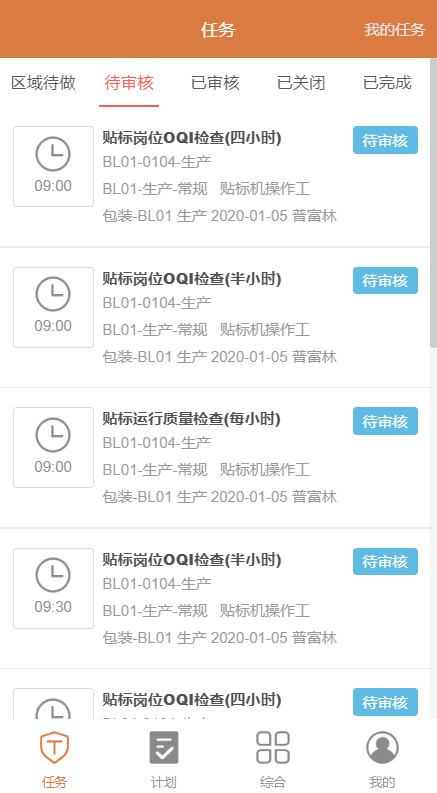 任务
我的任务
区域待做 待审核 已审核 已关闭 已完成
贴标岗位OQI检查(四小时) 待审核
BL01-0104-生产
09:00
BL01-生产-常规 贴标机操作工
包装-BL01 生产 2020-01-05 普富林
贴标岗位OQI检查(半小时) 待审核
BL01-0104-生产
09:00
BL01-生产-常规 贴标机操作工
包装-BL01 生产 2020-01-05 普富林
贴标运行质量检查(每小时) 待审核
BL01-0104-生产
09:00
BL01-生产-常规 贴标机操作工
包装-BL01 生产 2020-01-05 普富林
贴标岗位OQI检查(半小时) 待审核
BL01-0104-生产
09:30
BL01-生产-常规 贴标机操作工
包装-BL01 生产 2020-01-05 普富林
贴标岗位OQI检查(四小时) 待审核
任务 计划 综合 我的